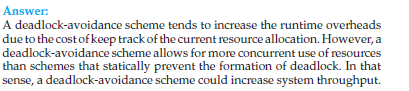 Answer:
A deadlock-avoidance scheme tends to increase the runtime overheads
due to the cost of keep track of the current resource allocation. However, a
deadlock-avoidance scheme allows for more concurrent use of resources
than schemes that statically prevent the formation of deadlock. In that
sense, a deadlock-avoidance scheme could increase system throughput.